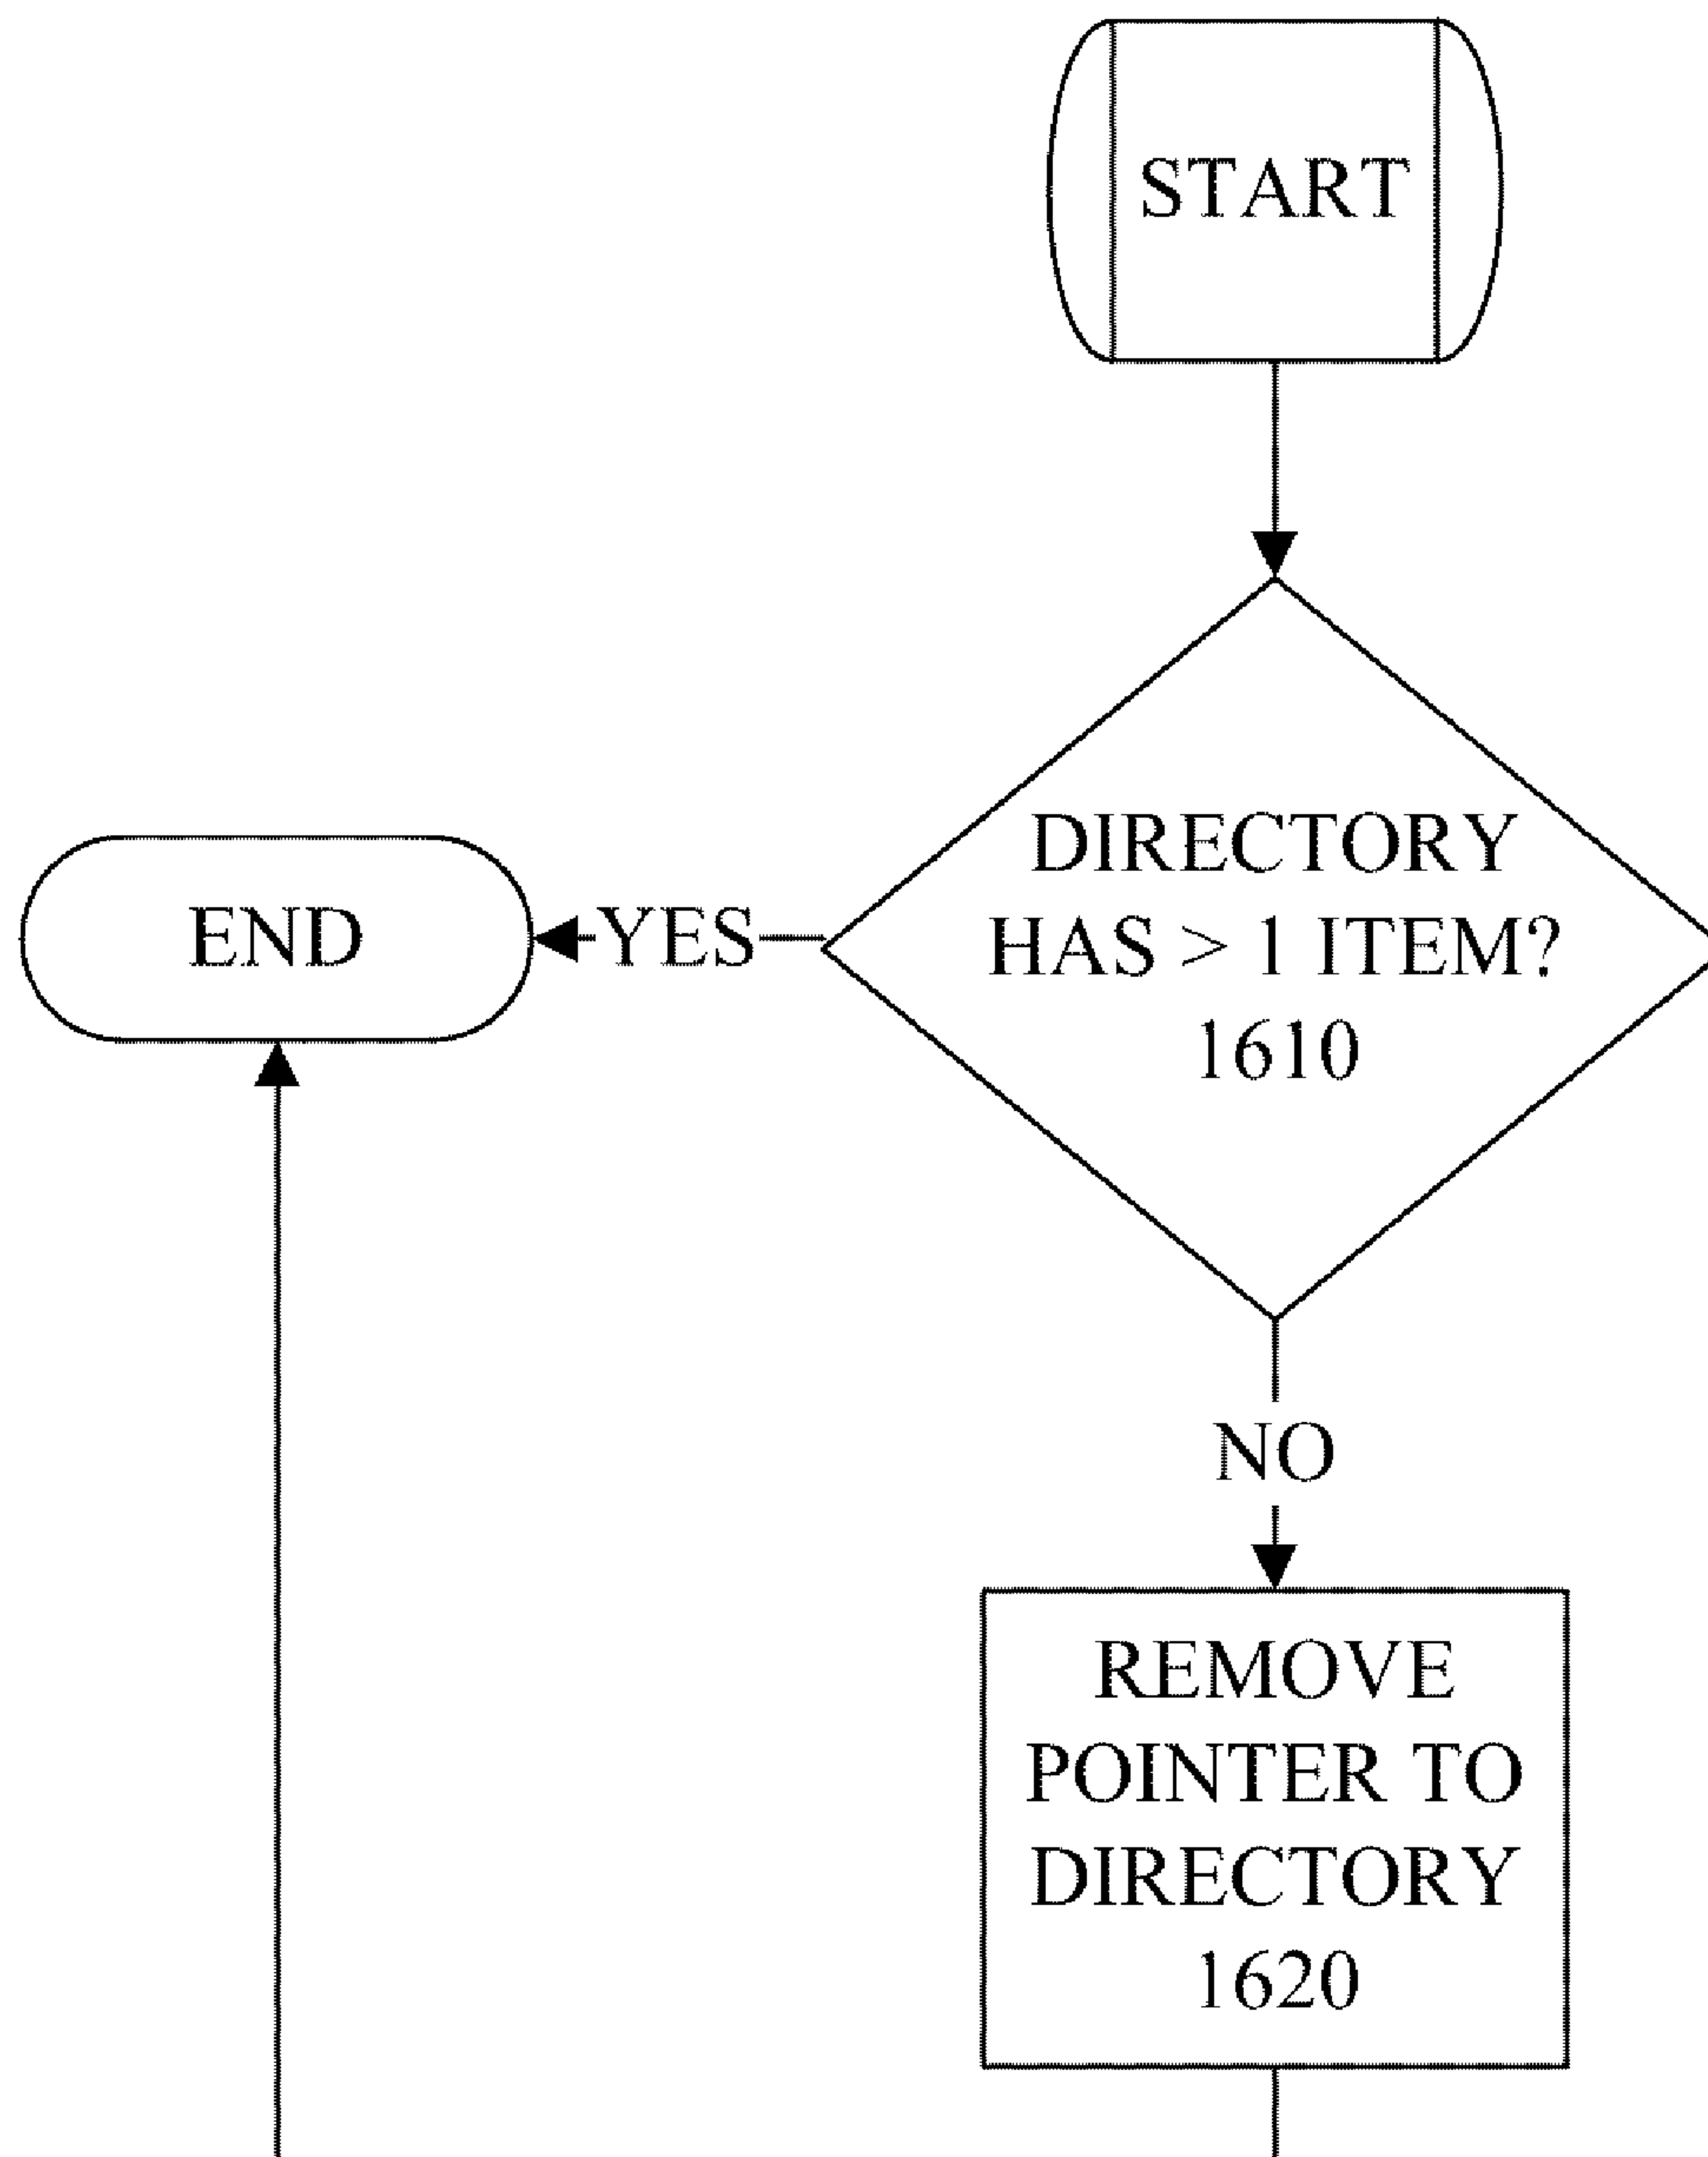 START
DIRECTORY
HAS > 1 ITEM?
1610
YES
END
NO
REMOVE
POINTER TO
DIRECTORY
1620